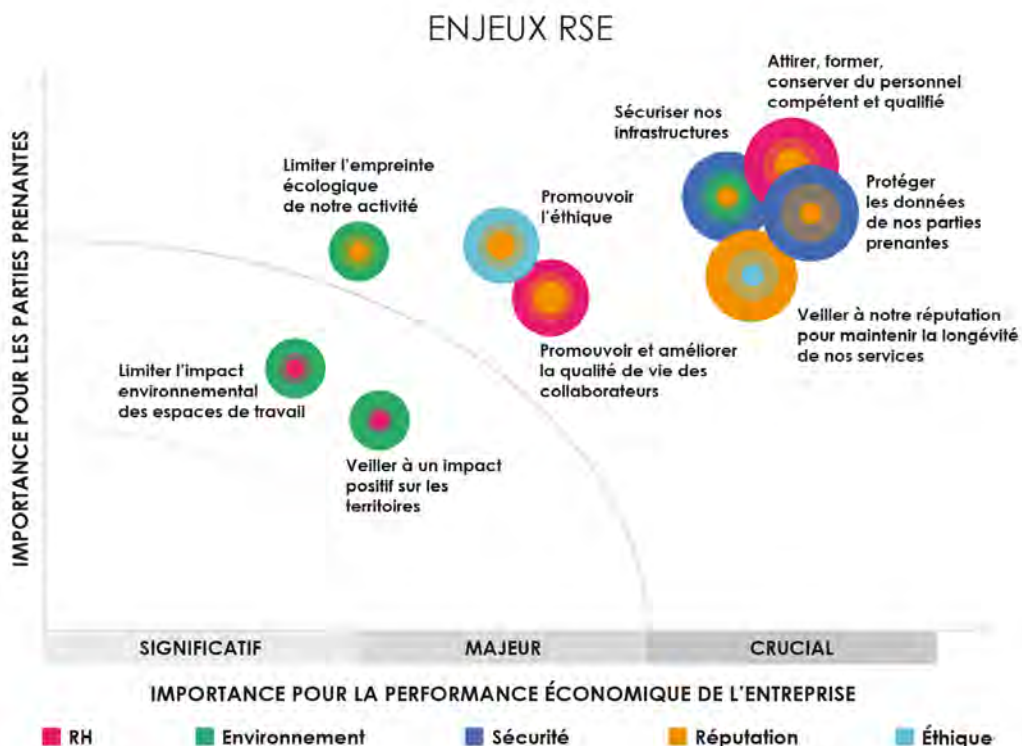 ENJEUX RSE
Attirer, former,
conserver du personnel
compétent et qualifié
Sécuriser nos
infrastructures
Limiter l'empreinte
écologique
de notre activité
Promouvoir
l'éthique
Protéger
les données
de nos parties
prenantes
Veiller à notre réputation
pour maintenir la longévité
de nos services
Promouvoir et améliorer
la qualité de vie des
collaborateurs
Limiter l'impact
environnemental
des espaces de travail
Veiller à un impact
positif sur les
territoires
IMPORTANCE POUR LES PARTIES PRENANTES
SIGNIFICATIF
MAJEUR
CRUCIAL
IMPORTANCE POUR LA PERFORMANCE ÉCONOMIQUE DE L'ENTREPRISE
RH
Environnement
Sécurité
Réputation
Éthique